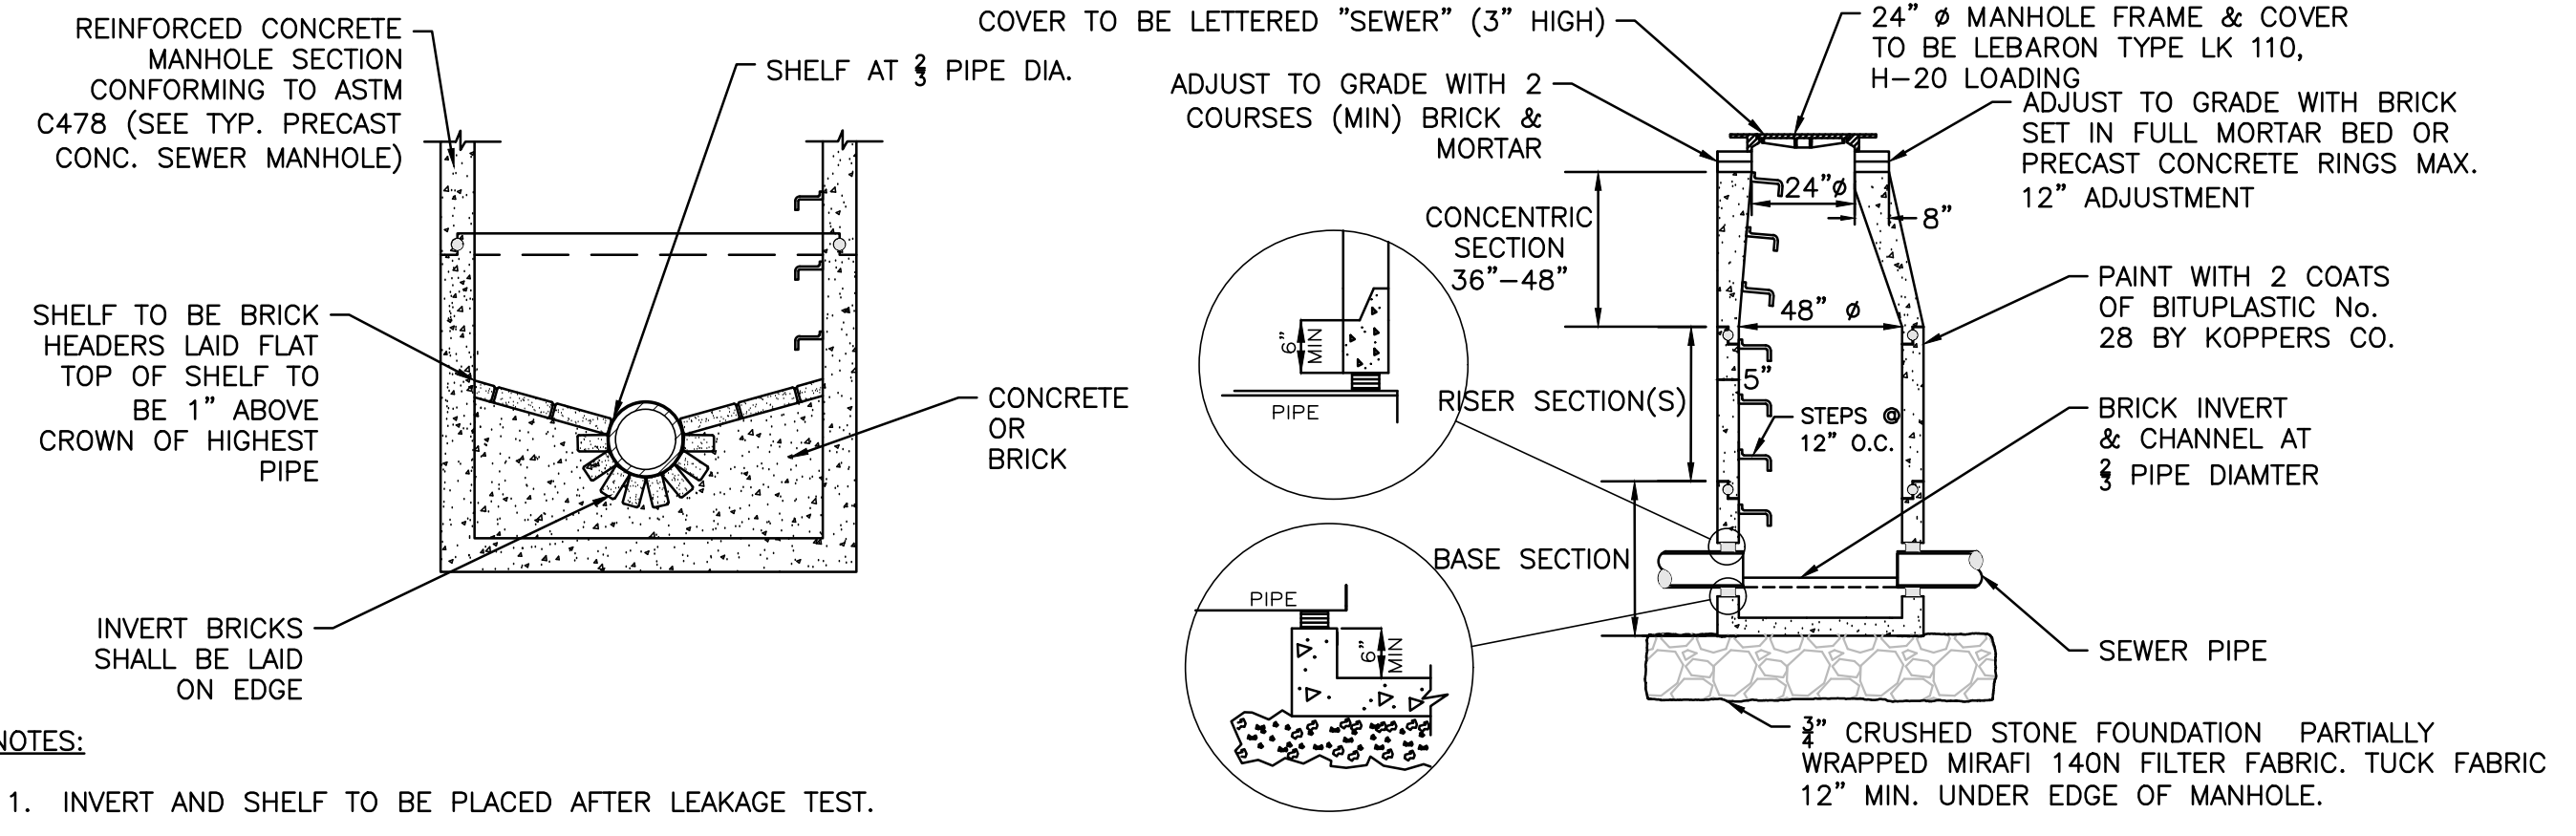 REINFORCED CONCRETE
MANHOLE SECTION
CONFORMING TO ASTM
C478 (SEE TYP. PRECAST
CONC. SEWER MANHOLE)
SHELF AT 2/3 PIPE DIA.
SHELF TO BE BRICK
HEADERS LAID FLAT
TOP OF SHELF TO
BE 1" ABOVE
CROWN OF HIGHEST
PIPE
CONCRETE
OR
BRICK
INVERT BRICKS
SHALL BE LAID
ON EDGE
NOTES:
1. INVERT AND SHELF TO BE PLACED AFTER LEAKAGE TEST.
COVER TO BE LETTERED "SEWER" (3" HIGH)
ADJUST TO GRADE WITH 2
COURSES (MIN) BRICK &
MORTAR
24" Ø MANHOLE FRAME & COVER
TO BE LEBARON TYPE LK 110,
H-20 LOADING
ADJUST TO GRADE WITH BRICK
SET IN FULL MORTAR BED OR
PRECAST CONCRETE RINGS MAX.
12" ADJUSTMENT
24"Ø
8"
CONCENTRIC
SECTION
36"-48"
48" Ø
PAINT WITH 2 COATS
OF BITUPLASTIC No.
28 BY KOPPERS CO.
6"
MIN
PIPE
RISER SECTION(S)
5"
STEPS @
12" O.C.
BRICK INVERT
& CHANNEL AT
2/3 PIPE DIAMTER
BASE SECTION
PIPE
6"
MIN
SEWER PIPE
3/4" CRUSHED STONE FOUNDATION PARTIALLY
WRAPPED MIRAFI 140N FILTER FABRIC. TUCK FABRIC
12" MIN. UNDER EDGE OF MANHOLE.